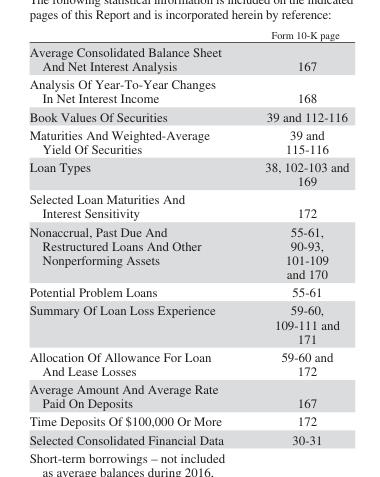 The following statistical information is included on the indicated
pages of this Report and is incorporated herein by reference:
Form 10-K page
Average Consolidated Balance Sheet
And Net Interest Analysis 167
Analysis Of Year-To-Year Changes
In Net Interest Income 168
Book Values Of Securities 39 and 112-116
Maturities And Weighted-Average 39 and
Yield Of Securities 115-116
Loan Types 38, 102-103 and
169
Selected Loan Maturities And
Interest Sensitivity 172
Nonaccrual, Past Due And 55-61,
Restructured Loans And Other 90-93,
Nonperforming Assets 101-109
and 170
Potential Problem Loans 55-61
Summary Of Loan Loss Experience 59-60,
109-111 and
171
Allocation Of Allowance For Loan 59-60 and
And Lease Losses 172
Average Amount And Average Rate
Paid On Deposits 167
Time Deposits Of $100,000 Or More 172
Selected Consolidated Financial Data 30-31
Short-term borrowings – not included
as average balances during 2016,